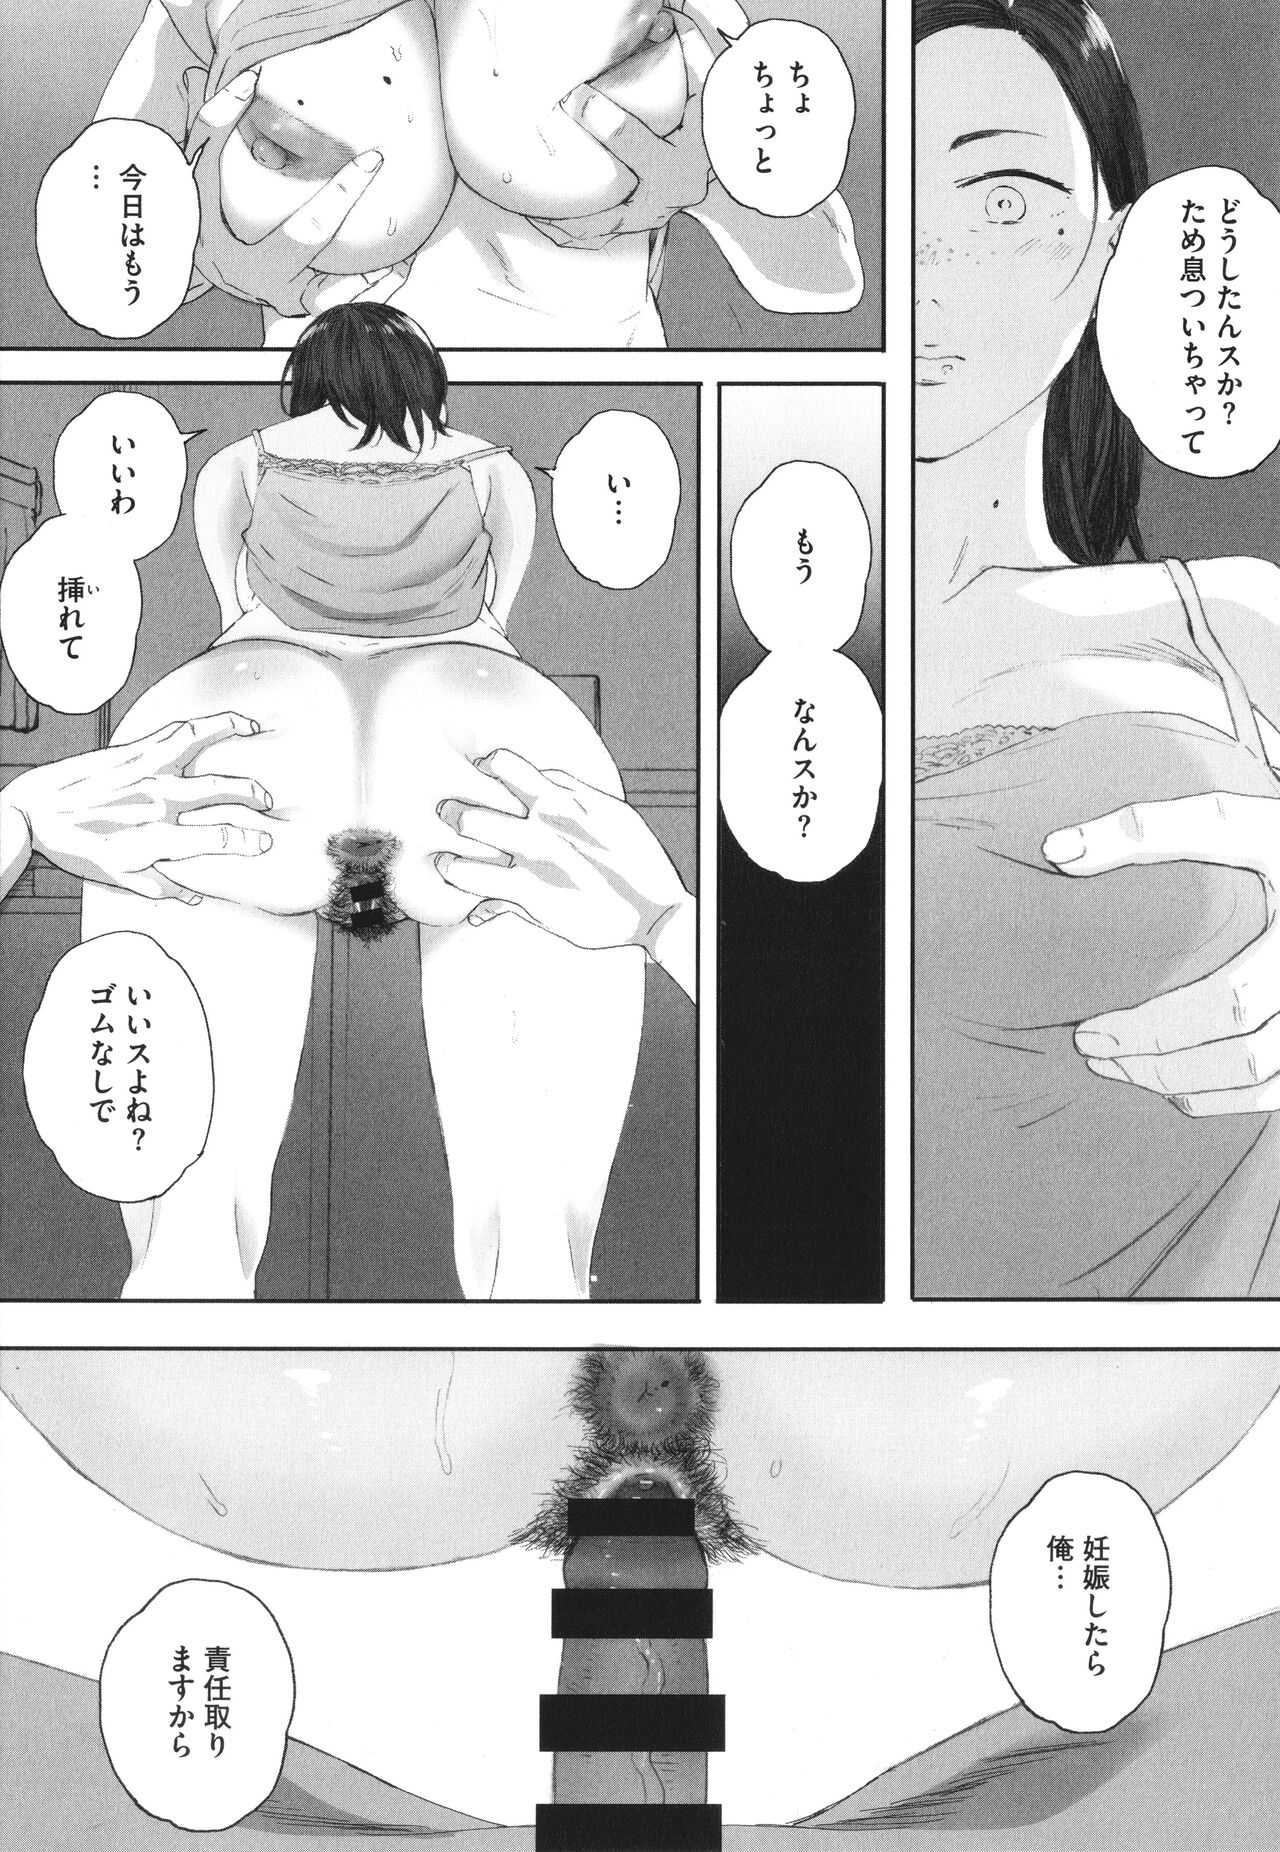 どうしたんスか?
ため息ついちゃって
ちょ
ちょっと
今日はもう
…
もう
なんスか?
い…
いいわ
挿れて
い
いいスよね?
ゴムなしで
妊娠したら
俺…
責任取り
ますから